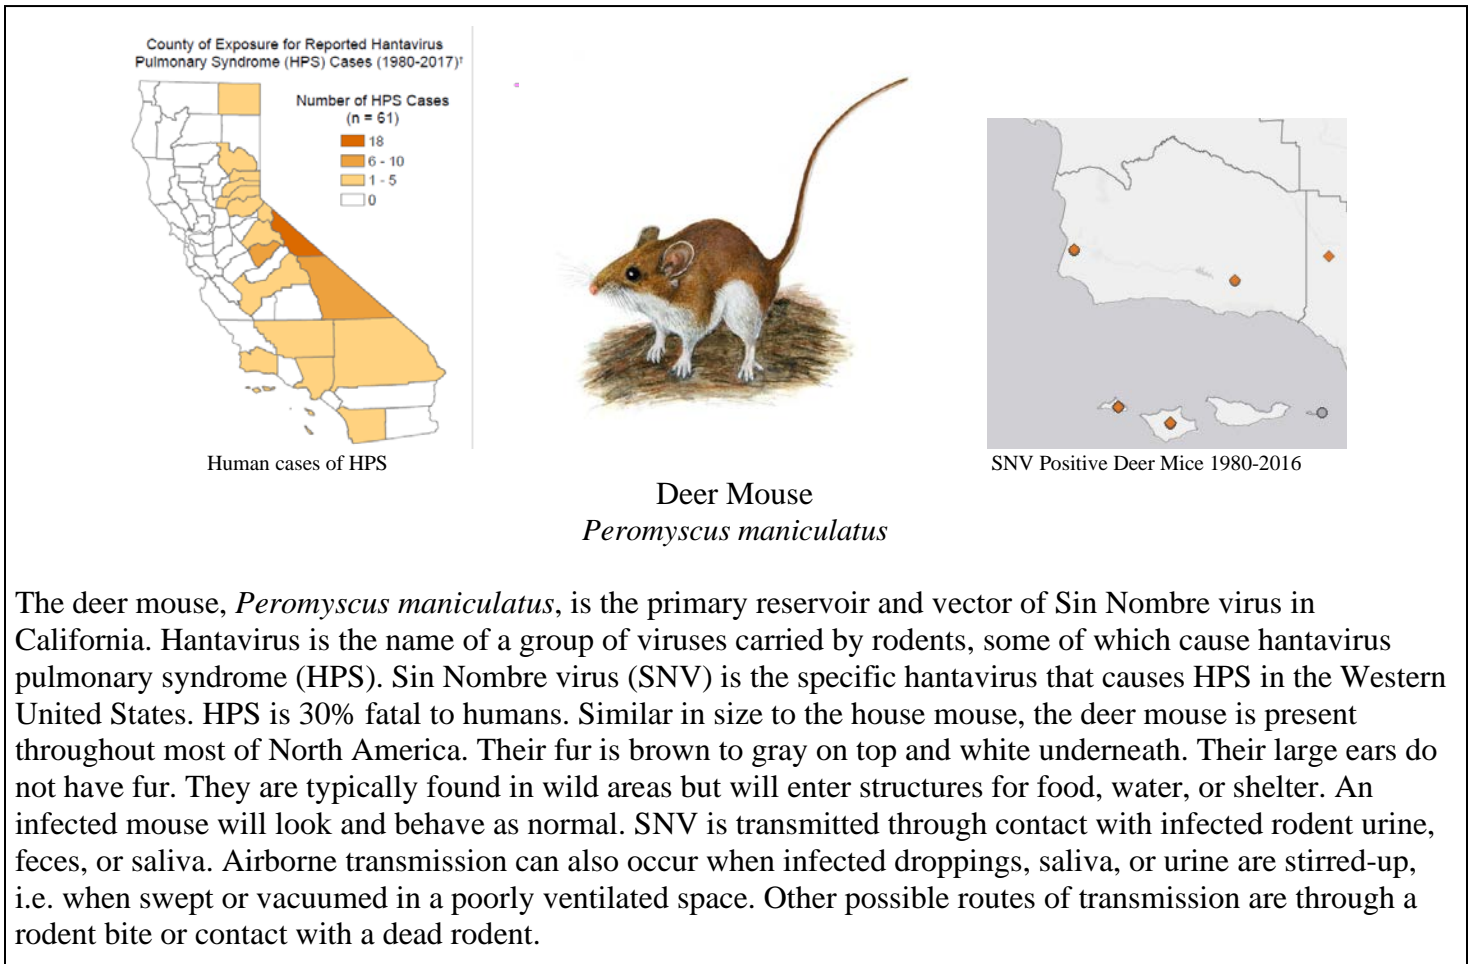 County of Exposure for Reported Hantavirus
Pulmonary Syndrome (HPS) Cases (1980-2017)†
Number of HPS Cases
(n = 61)
18
6 - 10
1 - 5
0
Human cases of HPS
SNV Positive Deer Mice 1980-2016
Deer Mouse
Peromyscus maniculatus
The deer mouse, Peromyscus maniculatus, is the primary reservoir and vector of Sin Nombre virus in
California. Hantavirus is the name of a group of viruses carried by rodents, some of which cause hantavirus
pulmonary syndrome (HPS). Sin Nombre virus (SNV) is the specific hantavirus that causes HPS in the Western
United States. HPS is 30% fatal to humans. Similar in size to the house mouse, the deer mouse is present
throughout most of North America. Their fur is brown to gray on top and white underneath. Their large ears do
not have fur. They are typically found in wild areas but will enter structures for food, water, or shelter. An
infected mouse will look and behave as normal. SNV is transmitted through contact with infected rodent urine,
feces, or saliva. Airborne transmission can also occur when infected droppings, saliva, or urine are stirred-up,
i.e. when swept or vacuumed in a poorly ventilated space. Other possible routes of transmission are through a
rodent bite or contact with a dead rodent.